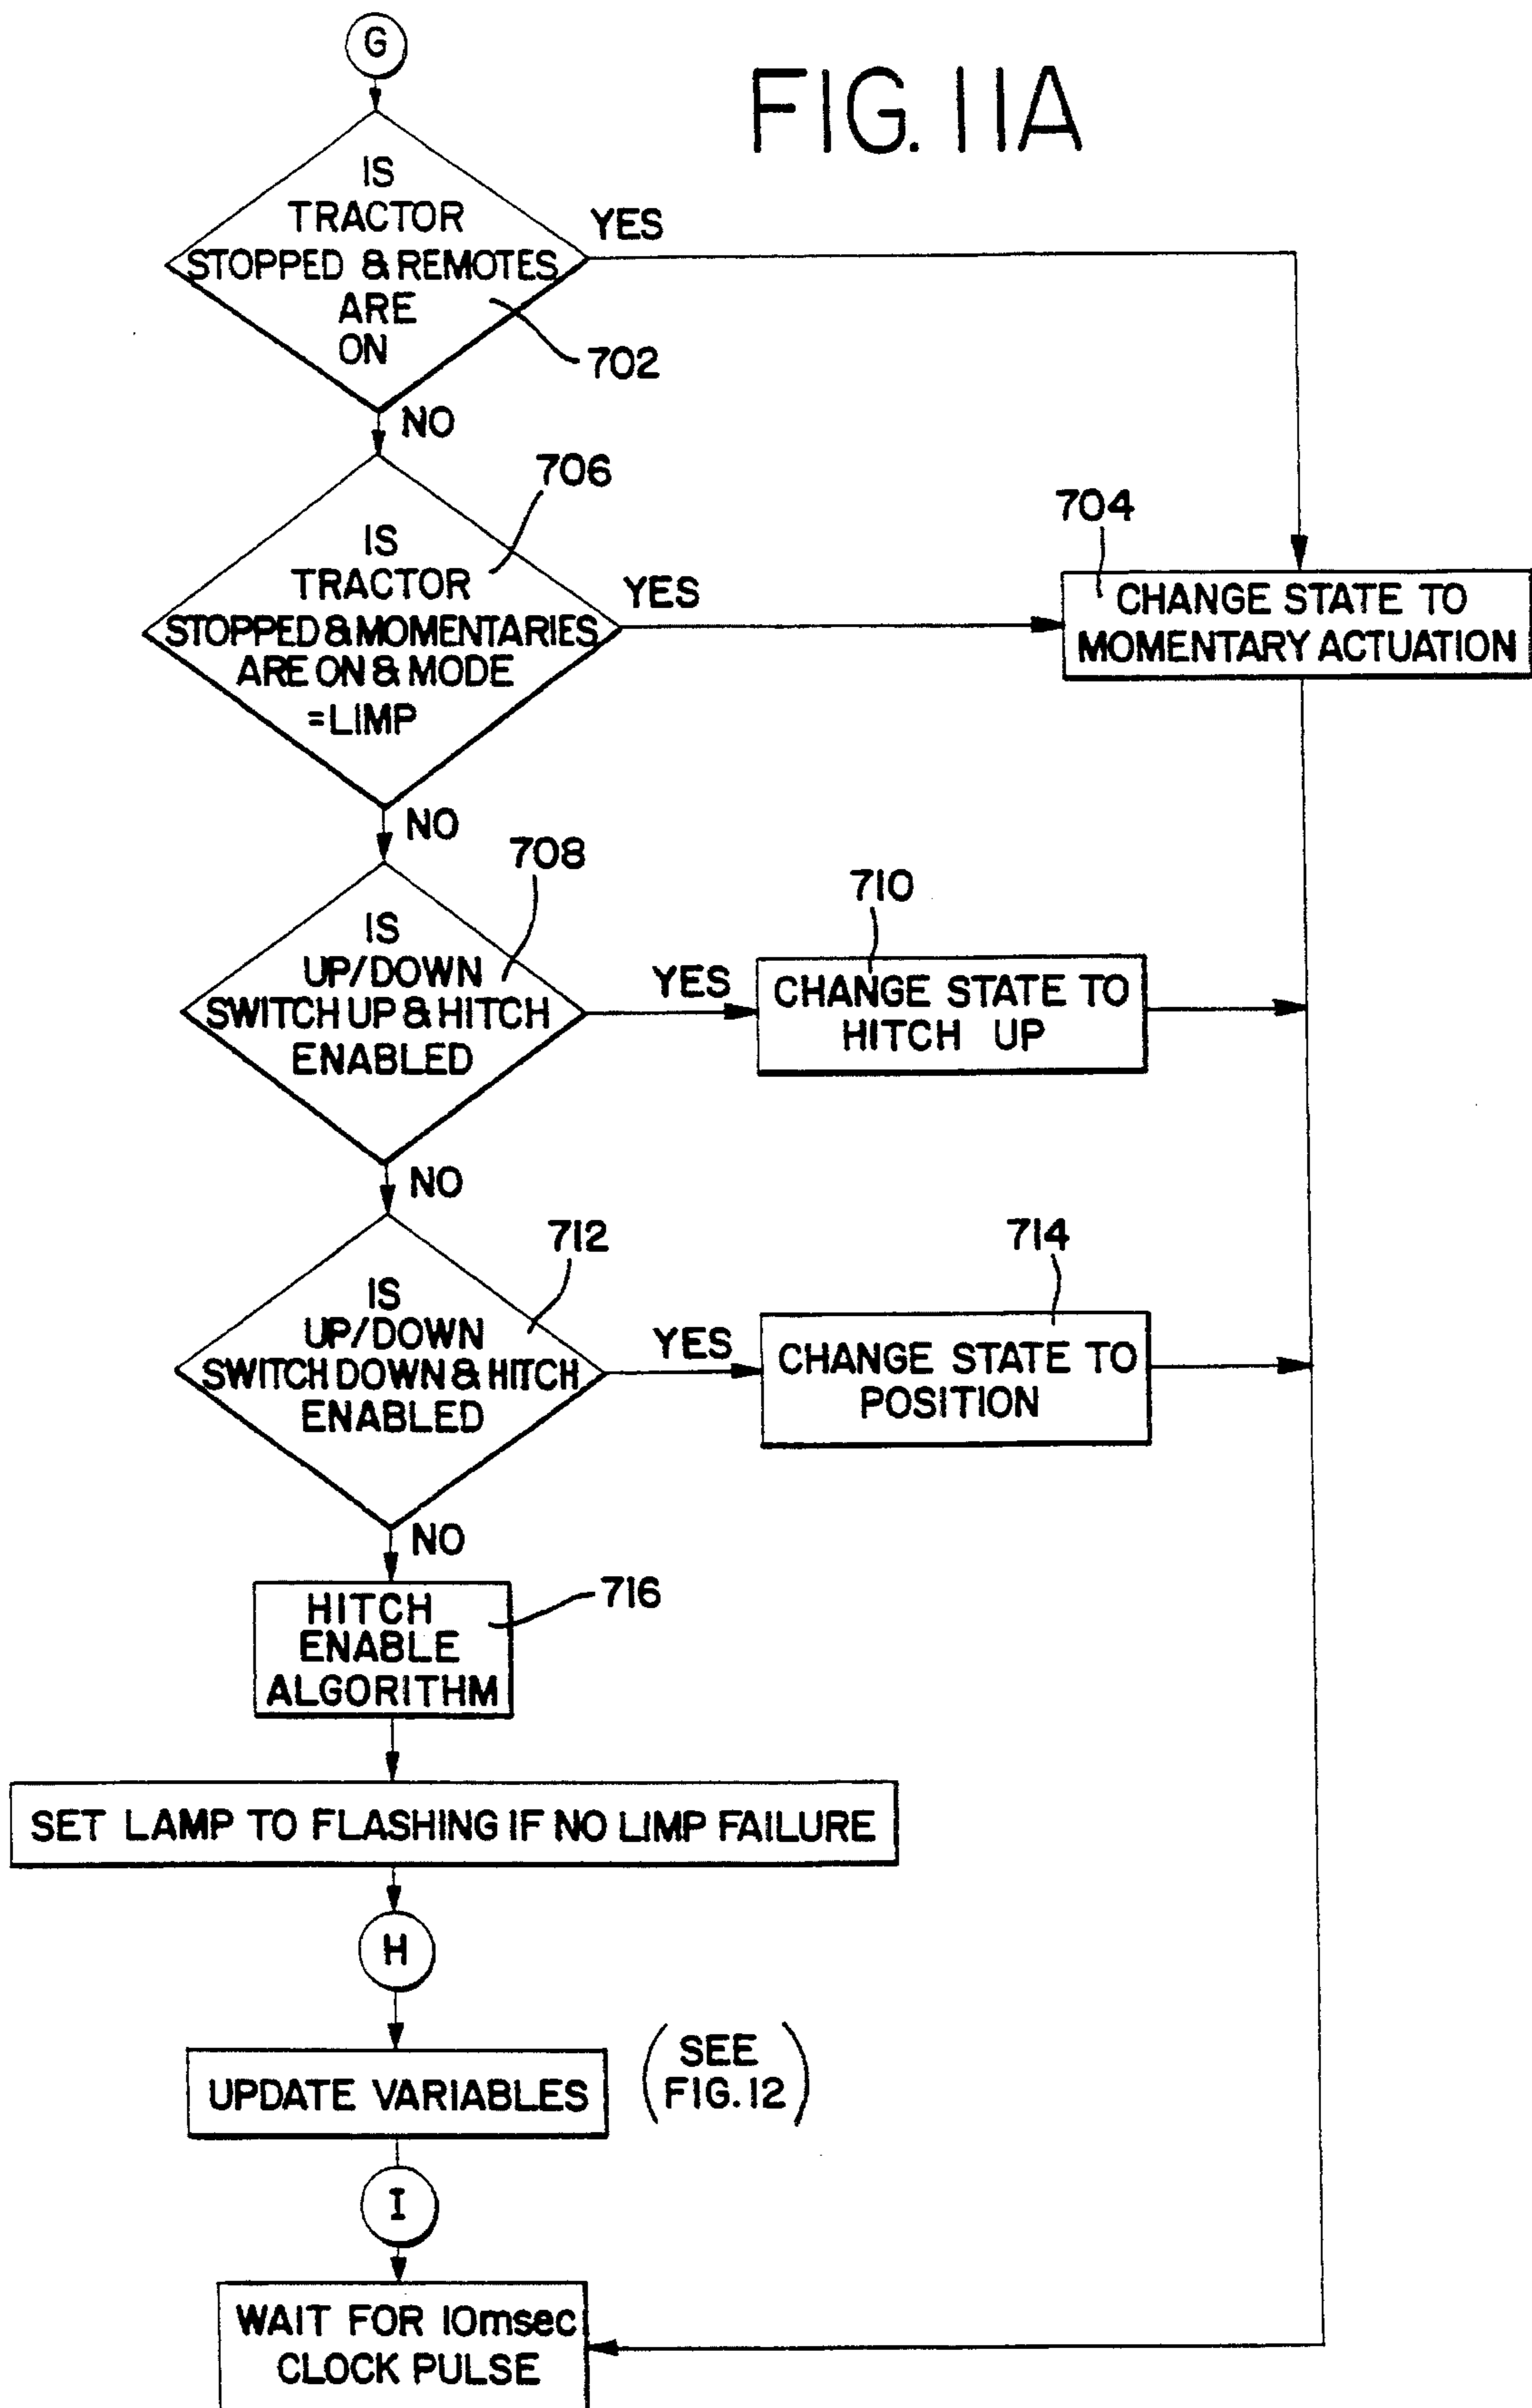 G
FIG. 11A
IS
TRACTOR
STOPPED & REMOTES
ARE
ON
YES
702
NO
706
IS
TRACTOR
STOPPED & MOMENTARIES
ARE ON & MODE
=LIMP
YES
704
CHANGE STATE TO
MOMENTARY ACTUATION
NO
708
IS
UP/DOWN
SWITCH UP & HITCH
ENABLED
YES
710
CHANGE STATE TO
HITCH UP
NO
712
IS
UP/DOWN
SWITCH DOWN & HITCH
ENABLED
YES
714
CHANGE STATE TO
POSITION
NO
HITCH
ENABLE
ALGORITHM
716
SET LAMP TO FLASHING IF NO LIMP FAILURE
H
UPDATE VARIABLES
(SEE
FIG. 12)
I
WAIT FOR 10msec
CLOCK PULSE